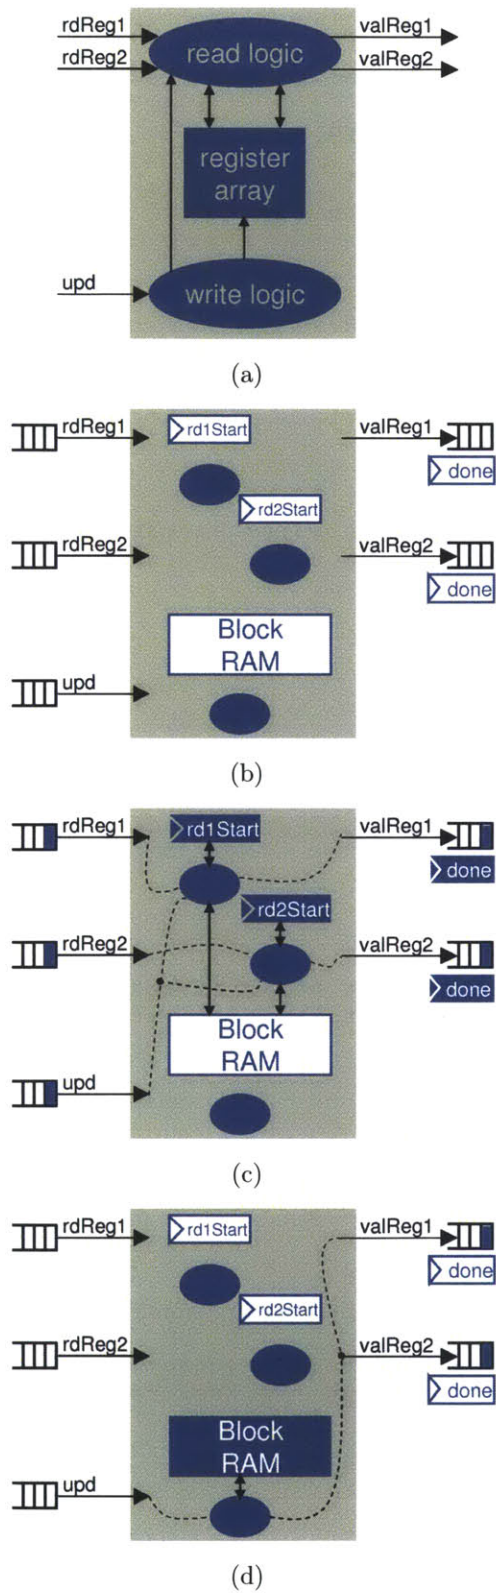 rdReg1
valReg1
rdReg2
valReg2
read logic
register
array
upd
write logic
(a)
rdReg1
rd1Start
valReg1
done
rd2Start
rdReg2
valReg2
done
Block
RAM
upd
(b)
rdReg1
rd1Start
valReg1
done
rd2Start
rdReg2
valReg2
done
Block
RAM
upd
(c)
rdReg1
rd1Start
valReg1
done
rd2Start
rdReg2
valReg2
done
Block
RAM
upd
(d)